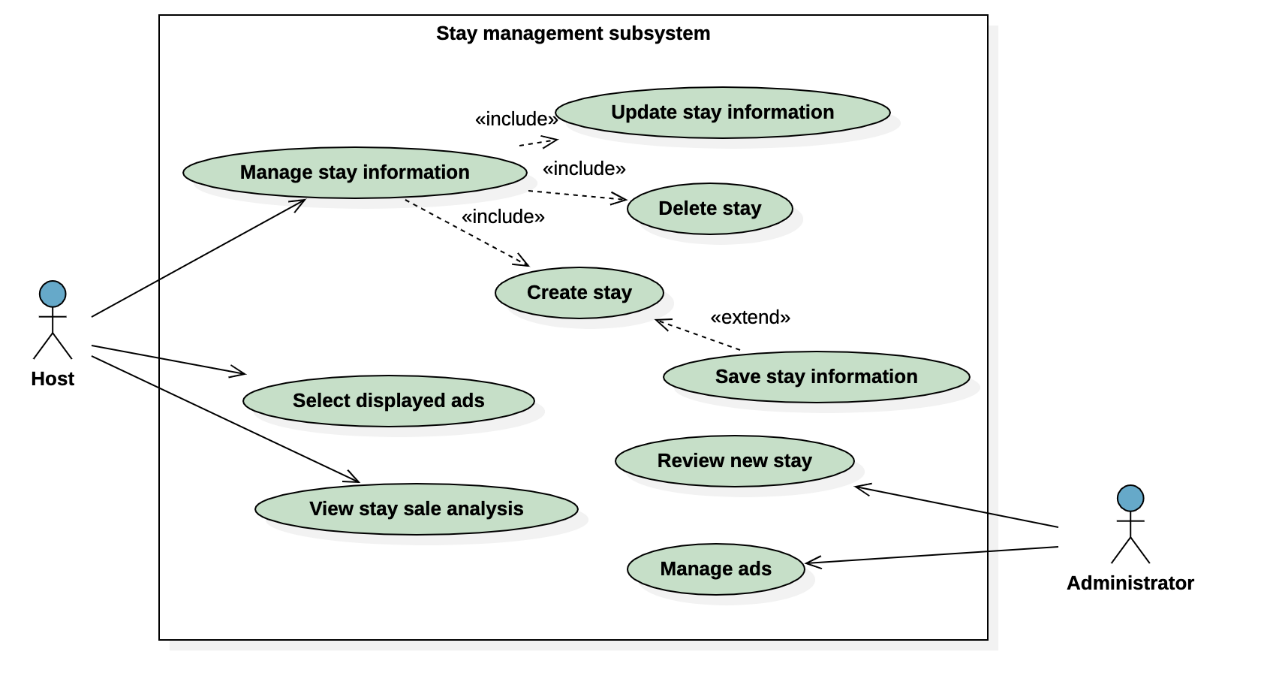 Stay management subsystem
«include»
Update stay information
Manage stay information
«include»
Delete stay
«include»
Create stay
«extend»
Save stay information
Host
Select displayed ads
Review new stay
View stay sale analysis
Manage ads
Administrator